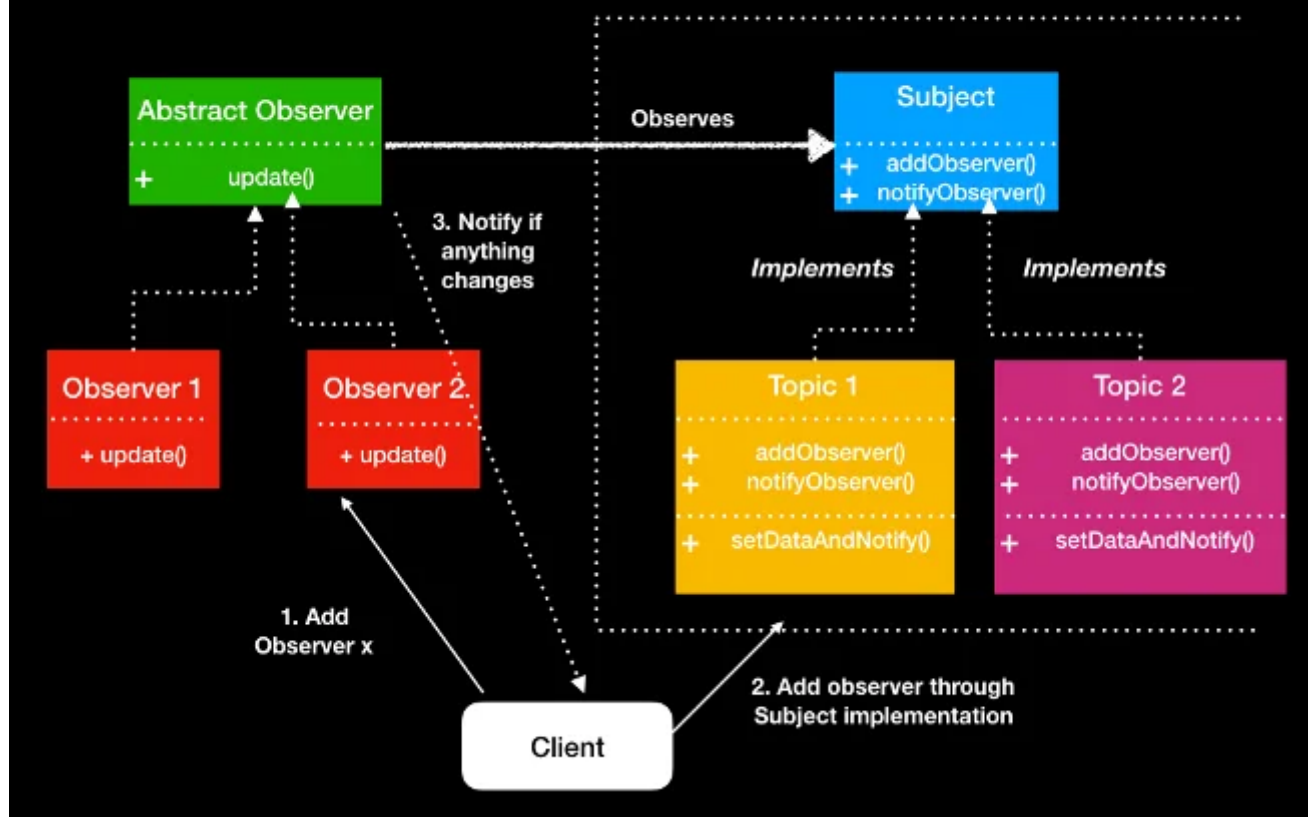 Abstract Observer
+ update()
Observes
Subject
+ addObserver()
+ notifyObserver()
3. Notify if
anything
changes
Implements
Implements
Observer 1
+ update()
Observer 2
+ update()
Topic 1
+ addObserver()
+ notifyObserver()
+ setDataAndNotify()
Topic 2
+ addObserver()
+ notifyObserver()
+ setDataAndNotify()
1. Add
Observer x
2. Add observer through
Subject implementation
Client